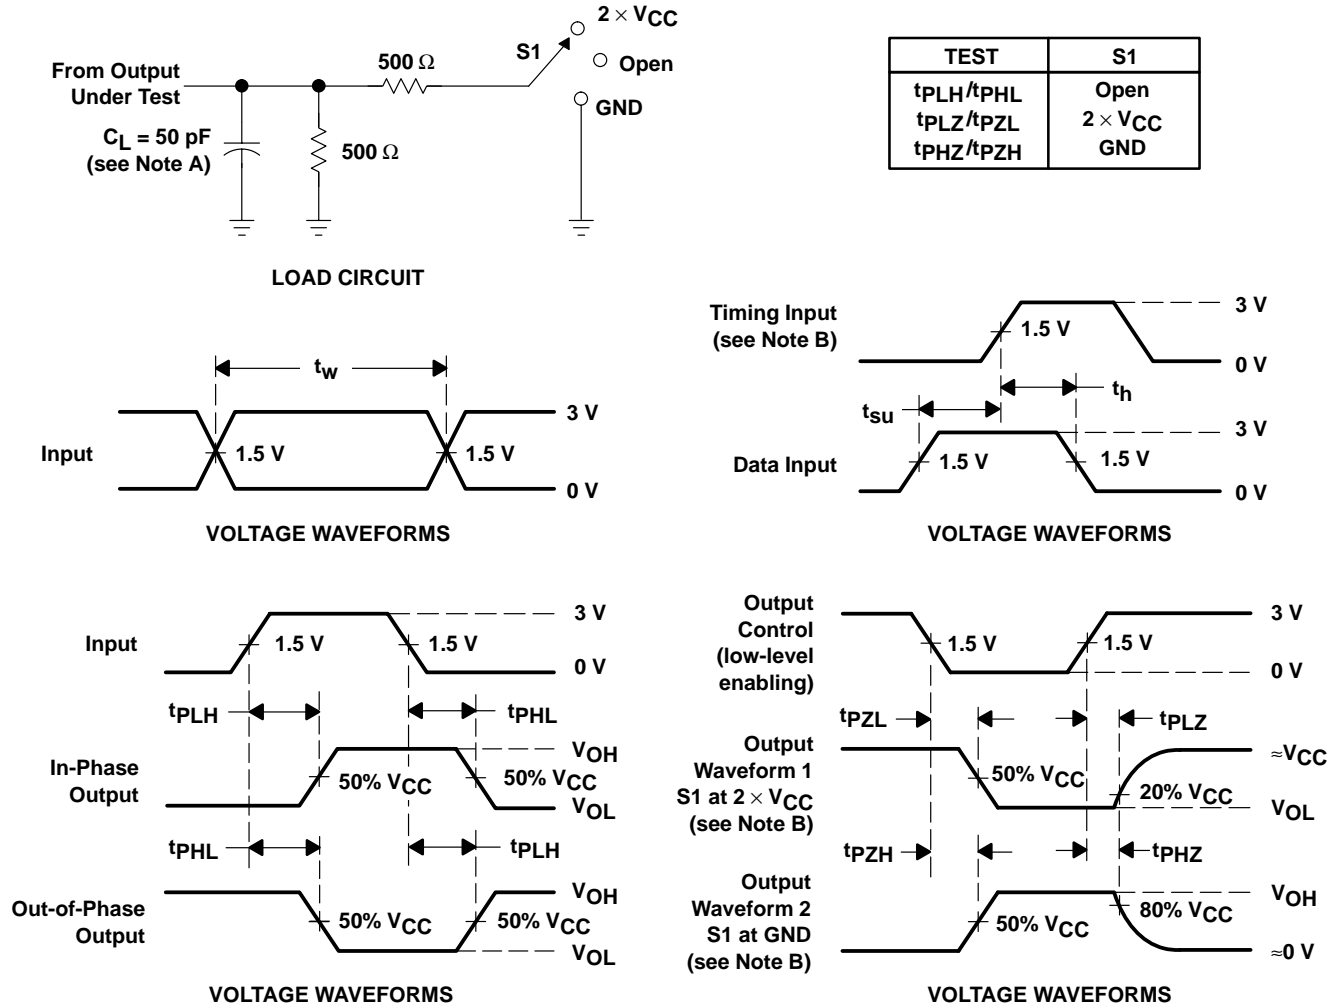 2 × VCC
S1
Open
GND
From Output
Under Test
500 Ω
CL = 50 pF
(see Note A)
500 Ω
LOAD CIRCUIT
TEST S1
tPLH/tPHL Open
tPLZ/tPZL 2 × VCC
tPHZ/tPZH GND
tw
Input
3 V
1.5 V 1.5 V
0 V
VOLTAGE WAVEFORMS
Timing Input
(see Note B)
3 V
1.5 V
0 V
th
tsu
Data Input
3 V
1.5 V 1.5 V
0 V
VOLTAGE WAVEFORMS
Input
3 V
1.5 V 1.5 V
0 V
tPLH tPHL
In-Phase
Output
VOH
50% VCC 50% VCC
VOL
tPHL tPLH
Out-of-Phase
Output
VOH
50% VCC 50% VCC
VOL
VOLTAGE WAVEFORMS
Output
Control
(low-level
enabling)
3 V
1.5 V 1.5 V
0 V
tPZL tPLZ
Output
Waveform 1
S1 at 2 × VCC
(see Note B)
≈VCC
50% VCC 20% VCC
VOL
tPZH tPHZ
Output
Waveform 2
S1 at GND
(see Note B)
VOH
50% VCC 80% VCC
≈0 V
VOLTAGE WAVEFORMS